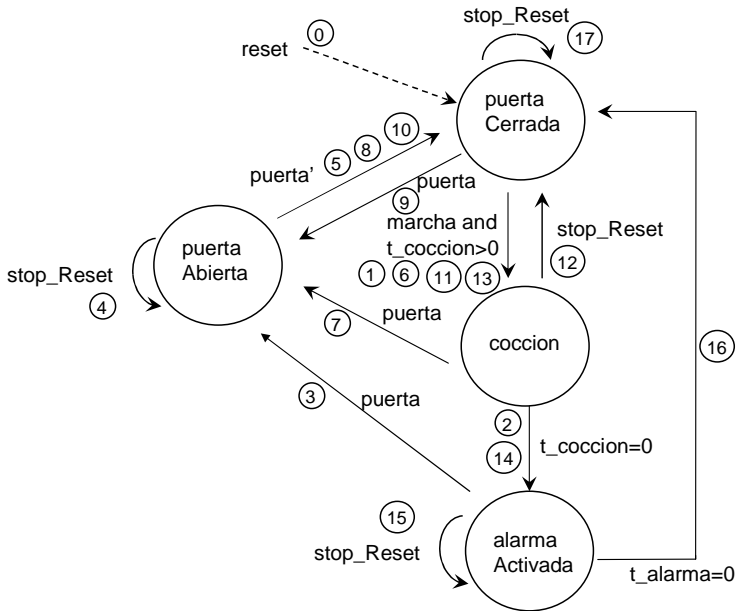 stop_Reset
17
reset
0
puerta
Cerrada
5
8
10
puerta’
puerta
9
marcha and
t_coccion>0
1
6
11
13
stop_Reset
12
puerta
Abierta
stop_Reset
4
7
puerta
coccion
16
3
puerta
2
14
t_coccion=0
15
stop_Reset
alarma
Activada
t_alarma=0